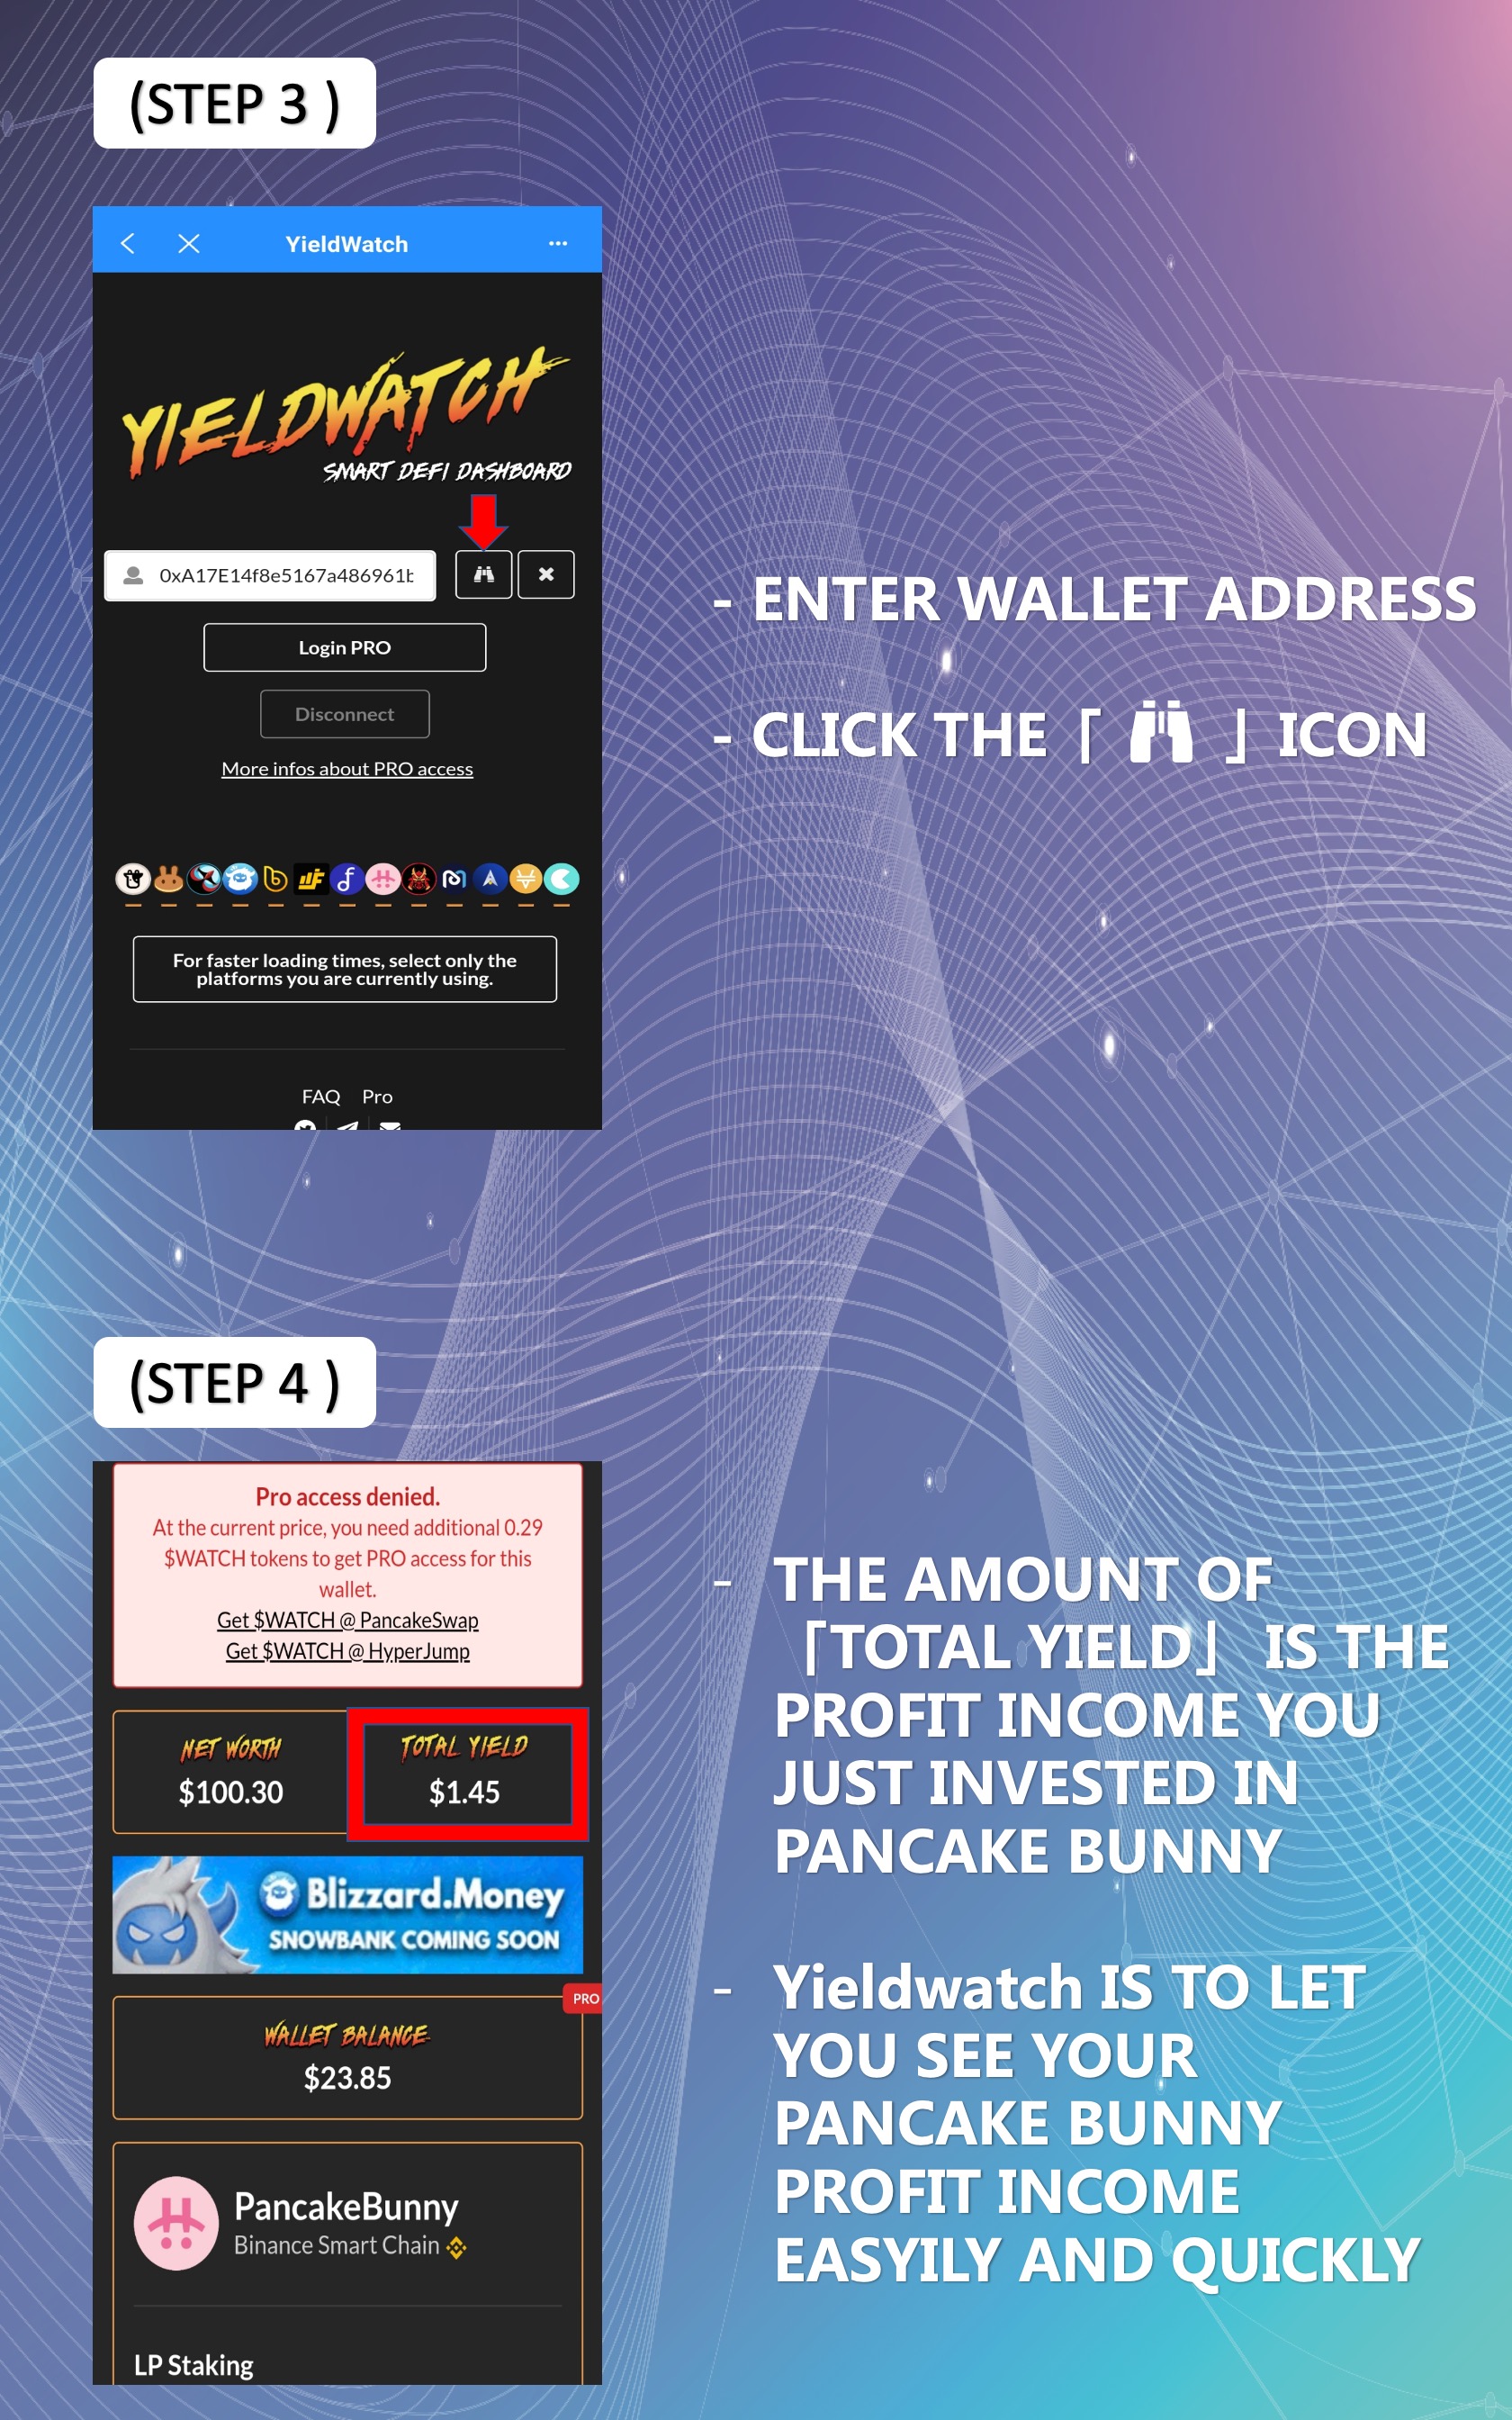 (STEP 3 )
YieldWatch
YIELDWATCH
SMART DEFI DASHBOARD
0xA17E14f8e5167a486961b
Login PRO
Disconnect
More infos about PRO access
For faster loading times, select only the
platforms you are currently using.
FAQ Pro
- ENTER WALLET ADDRESS
- CLICK THE「 」ICON
(STEP 4 )
Pro access denied.
At the current price, you need additional 0.29
$WATCH tokens to get PRO access for this
wallet.
Get $WATCH @ PancakeSwap
Get $WATCH @ HyperJump
NET WORTH
$100.30
TOTAL YIELD
$1.45
Blizzard.Money
SNOWBANK COMING SOON
PRO
WALLET BALANCE
$23.85
PancakeBunny
Binance Smart Chain
LP Staking
- THE AMOUNT OF
「TOTAL YIELD」 IS THE
PROFIT INCOME YOU
JUST INVESTED IN
PANCAKE BUNNY
- Yieldwatch IS TO LET
YOU SEE YOUR
PANCAKE BUNNY
PROFIT INCOME
EASYILY AND QUICKLY